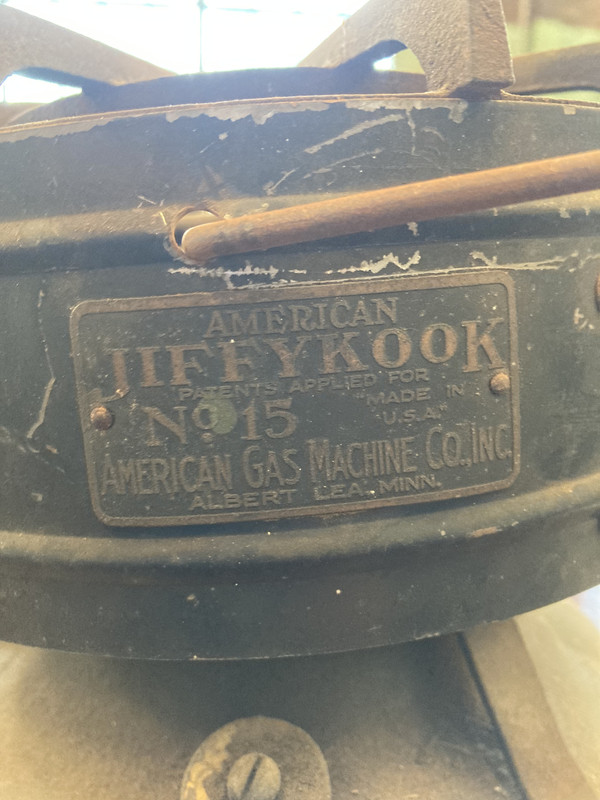 AMERICAN
JIFFYKOOK
PATENTS APPLIED FOR
"MADE IN
No 15
U.S.A."
AMERICAN GAS MACHINE CO., INC.
ALBERT LEA, MINN.